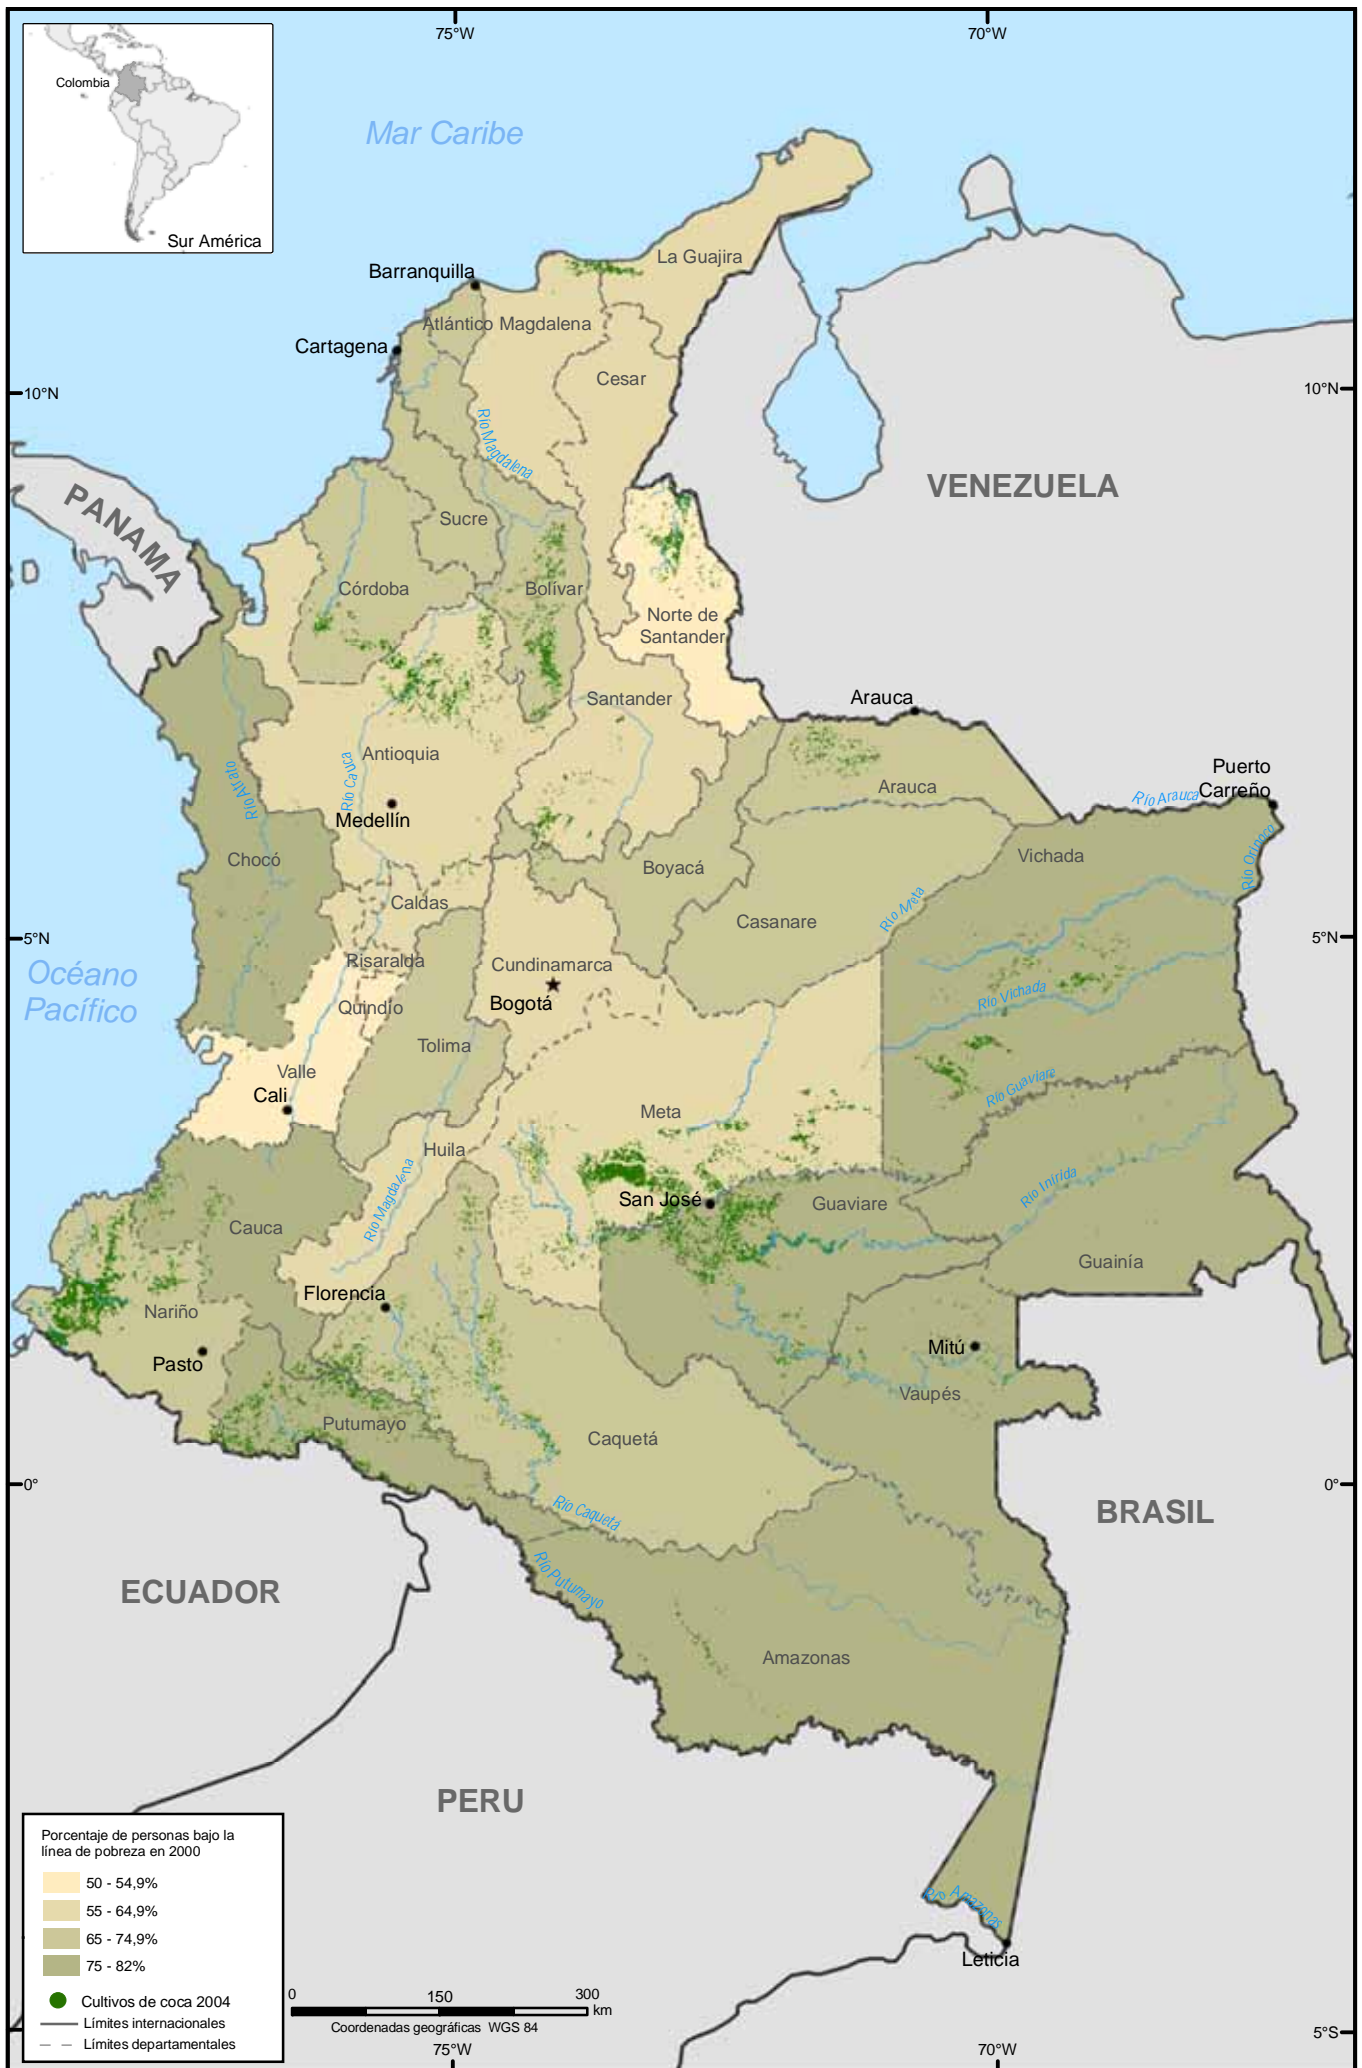 75°W
70°W
Colombia
Sur América
Mar Caribe
La Guajira
Barranquilla
Atlántico
Magdalena
Cartagena
Cesar
10°N
10°N
Río Magdalena
VENEZUELA
PANAMA
Sucre
Córdoba
Bolívar
Norte de
Santander
Santander
Arauca
Antioquia
Puerto
Carreño
Río Arauca
Arauca
Río Atrato
Río Cauca
Medellín
Río Orinoco
Chocó
Boyacá
Vichada
Caldas
Casanare
Río Meta
5°N
5°N
Océano
Pacífico
Risaralda
Cundinamarca
Bogotá
Quindío
Río Vichada
Tolima
Valle
Cali
Río Guaviare
Meta
Huila
Río Magdalena
San José
Guaviare
Río Inirida
Cauca
Guainía
Florencia
Nariño
Pasto
Mitú
Vaupés
Putumayo
Caquetá
0°
0°
Río Caquetá
BRASIL
ECUADOR
Río Putumayo
Amazonas
PERU
Río Amazonas
Leticia
Porcentaje de personas bajo la
línea de pobreza en 2000
50 - 54,9%
55 - 64,9%
65 - 74,9%
75 - 82%
Cultivos de coca 2004
Límites internacionales
Límites departamentales
0 150 300
km
Coordenadas geográficas WGS 84
5°S
75°W
70°W